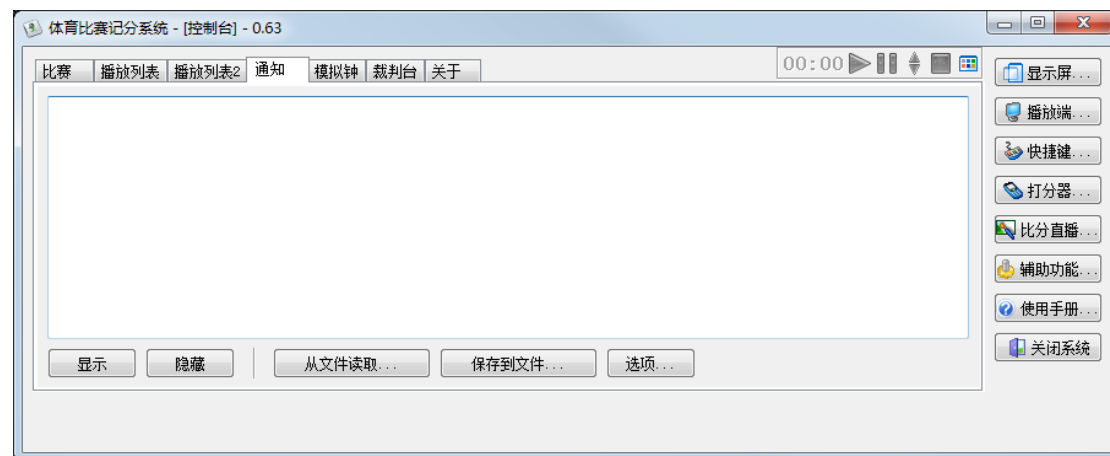 体育比赛记分系统 - [控制台] - 0.63
比赛 播放列表 播放列表2 通知 模拟钟 裁判台 关于
00:00
显示屏...
播放端...
快捷键...
打分器...
比分直播...
辅助功能...
使用手册...
关闭系统
显示 隐藏 从文件读取... 保存到文件... 选项...